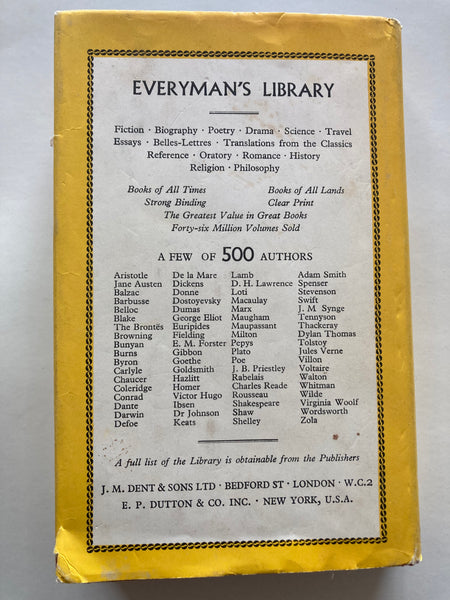 EVERYMAN'S LIBRARY
Fiction · Biography · Poetry · Drama · Science · Travel
Essays · Belles-Lettres · Translations from the Classics
Reference · Oratory · Romance · History
Religion · Philosophy
Books of All Times Books of All Lands
Strong Binding Clear Print
The Greatest Value in Great Books
Forty-six Million Volumes Sold
A FEW OF 500 AUTHORS
Aristotle De la Mare Lamb Adam Smith
Jane Austen Dickens D. H. Lawrence Spenser
Balzac Donne Loti Stevenson
Barbusse Dostoyevsky Macaulay Swift
Belloc Dumas Marx J. M Synge
Blake George Eliot Maugham Tennyson
The Brontës Euripides Maupassant Thackeray
Browning Fielding Milton Dylan Thomas
Bunyan E. M. Forster Pepys Tolstoy
Burns Gibbon Plato Jules Verne
Byron Goethe Poe Villon
Carlyle Goldsmith J. B. Priestley Voltaire
Chaucer Hazlitt Rabelais Walton
Coleridge Homer Charles Reade Whitman
Conrad Victor Hugo Rousseau Wilde
Dante Ibsen Shakespeare Virginia Woolf
Darwin Dr Johnson Shaw Wordsworth
Defoe Keats Shelley Zola
A full list of the Library is obtainable from the Publishers
J. M. DENT & SONS LTD · BEDFORD ST · LONDON · W.C.2
E. P. DUTTON & CO. INC. · NEW YORK, U.S.A.